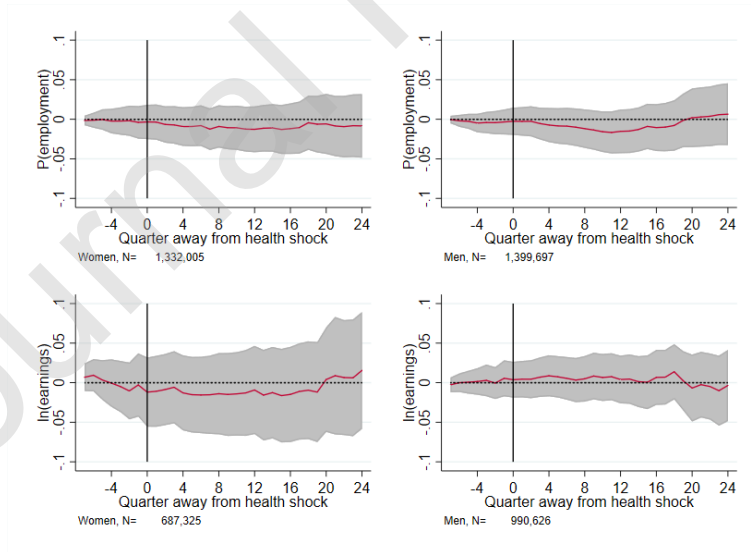 P(employment)
.1
.05
0
-.05
-.1
-4 0 4 8 12 16 20 24
Quarter away from health shock
Women, N= 1,332,005
P(employment)
.1
.05
0
-.05
-.1
-4 0 4 8 12 16 20 24
Quarter away from health shock
Men, N= 1,399,697
ln(earnings)
.1
.05
0
-.05
-.1
-4 0 4 8 12 16 20 24
Quarter away from health shock
Women, N= 687,325
ln(earnings)
.1
.05
0
-.05
-.1
-4 0 4 8 12 16 20 24
Quarter away from health shock
Men, N= 990,626
Journal